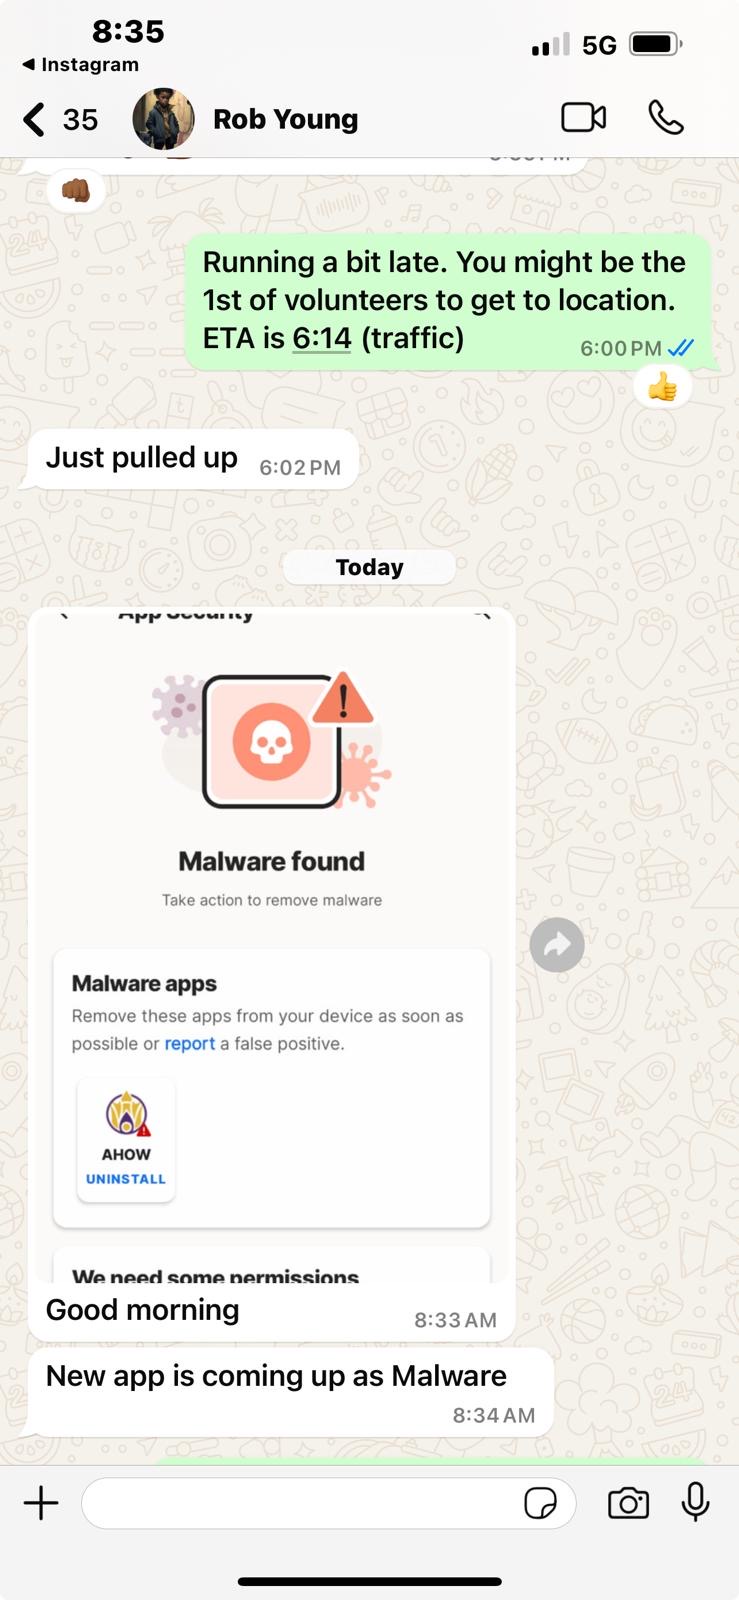 8:35
5G
Instagram
35
Rob Young
Running a bit late. You might be the
1st of volunteers to get to location.
ETA is 6:14 (traffic)
6:00 PM
Just pulled up
6:02 PM
Today
App Security
Malware found
Take action to remove malware
Malware apps
Remove these apps from your device as soon as
possible or report a false positive.
AHOW
UNINSTALL
We need some permissions
Good morning
8:33 AM
New app is coming up as Malware
8:34 AM